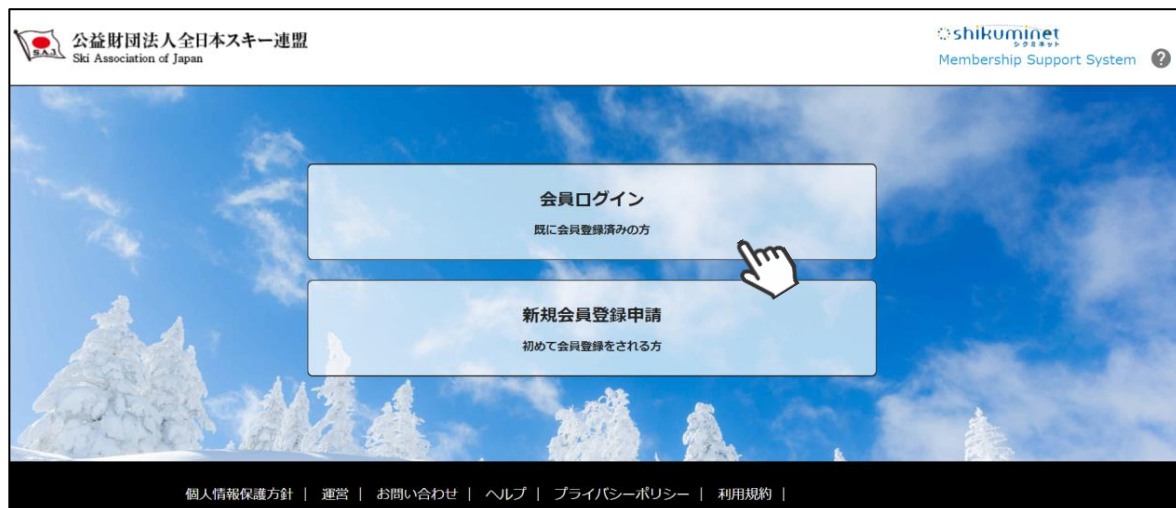 公益財団法人全日本スキー連盟
Ski Association of Japan
S.A.J.
shikuminet
シクミネット
Membership Support System ?
会員ログイン
既に会員登録済みの方
新規会員登録申請
初めて会員登録をされる方
個人情報保護方針 | 運営 | お問い合わせ | ヘルプ | プライバシーポリシー | 利用規約 |